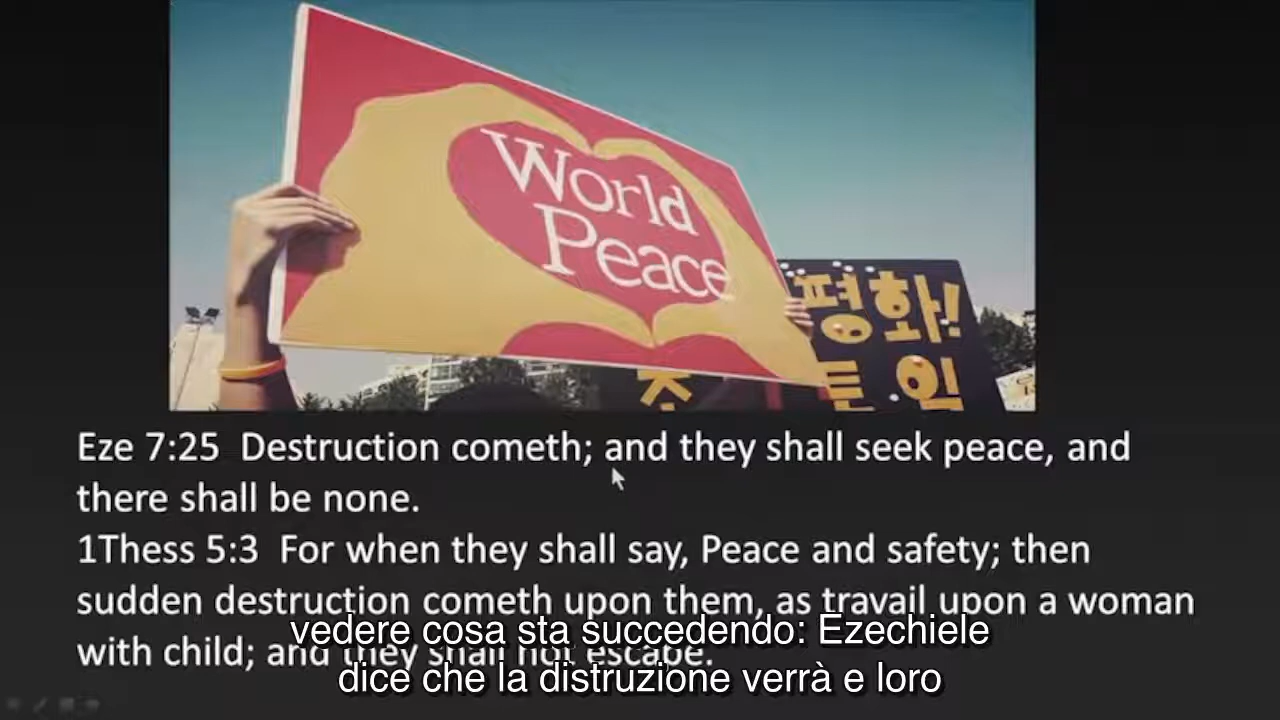 World
Peace
평화!
Eze 7:25 Destruction cometh; and they shall seek peace, and
there shall be none.
1Thess 5:3 For when they shall say, Peace and safety; then
sudden destruction cometh upon them, as travail upon a woman
with child; and they shall not escape.
vedere cosa sta succedendo: Ezechiele
dice che la distruzione verrà e loro